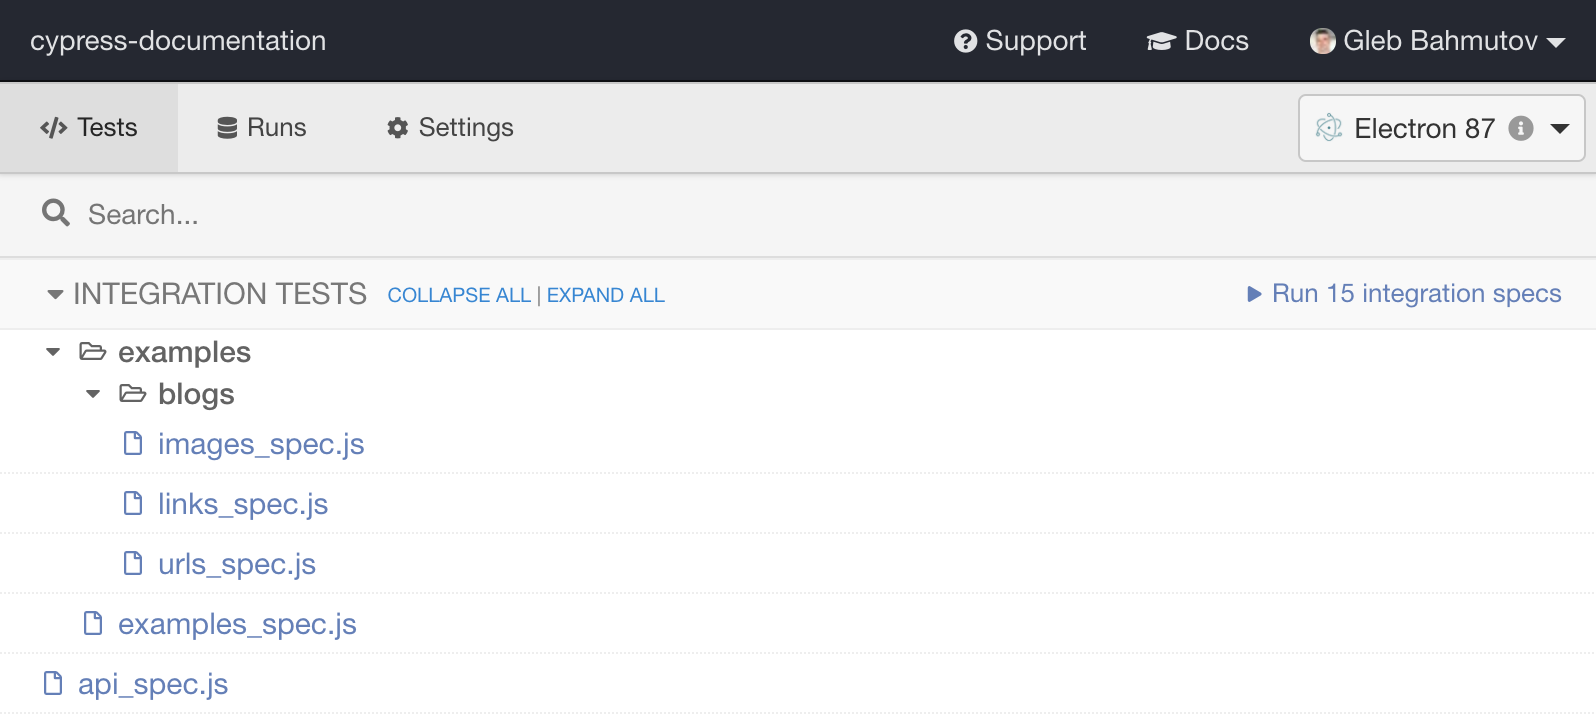 cypress-documentation Support Docs Gleb Bahmutov
Tests Runs Settings Electron 87
Search...
INTEGRATION TESTS COLLAPSE ALL | EXPAND ALL Run 15 integration specs
examples
blogs
images_spec.js
links_spec.js
urls_spec.js
examples_spec.js
api_spec.js